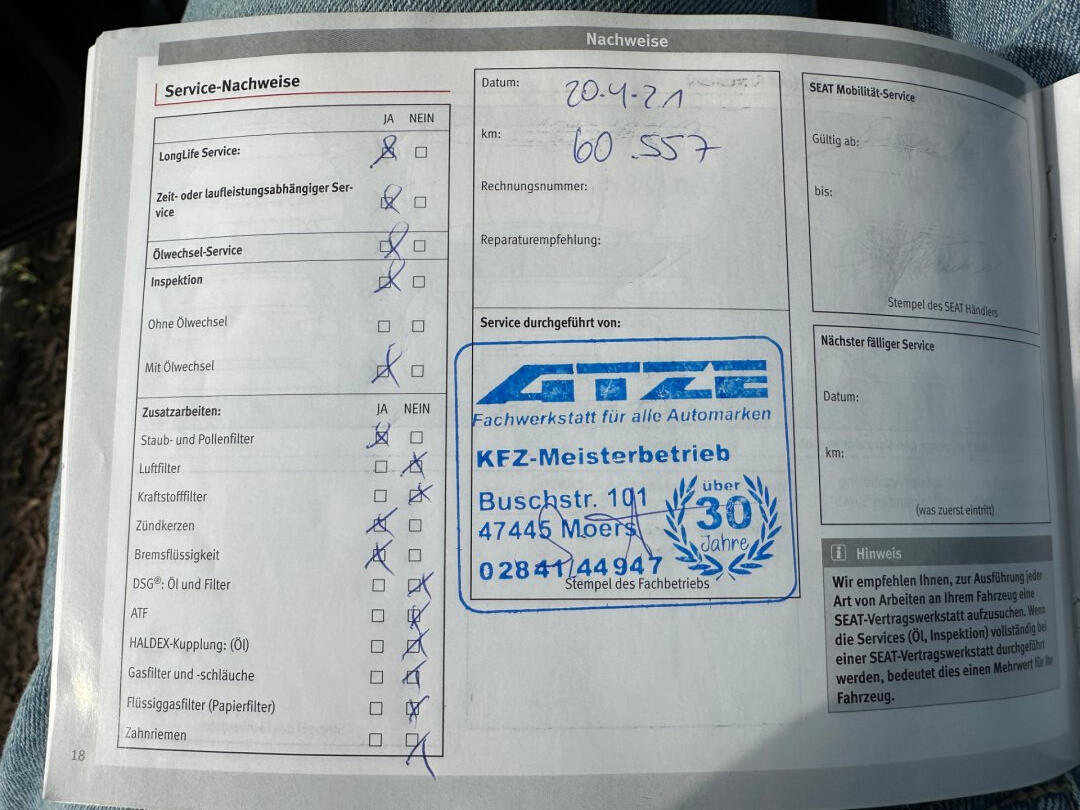 Nachweise
Service-Nachweise
JA NEIN
LongLife Service:
Zeit- oder laufleistungsabhängiger Ser-
vice
Ölwechsel-Service
Inspektion
Ohne Ölwechsel
Mit Ölwechsel
Zusatzarbeiten: JA NEIN
Staub- und Pollenfilter
Luftfilter
Kraftstofffilter
Zündkerzen
Bremsflüssigkeit
DSG®: Öl und Filter
ATF
HALDEX-Kupplung: (Öl)
Gasfilter und -schläuche
Flüssiggasfilter (Papierfilter)
Zahnriemen
18
Datum: 20.4.21
km: 60.557
Rechnungsnummer:
Reparaturempfehlung:
Service durchgeführt von:
ATZE
Fachwerkstatt für alle Automarken
KFZ-Meisterbetrieb
Buschstr. 101
47445 Moers
02841/44947
über
30
Jahre
Stempel des Fachbetriebs
SEAT Mobilität-Service
Gültig ab:
bis:
Stempel des SEAT Händlers
Nächster fälliger Service
Datum:
km:
(was zuerst eintritt)
i Hinweis
Wir empfehlen Ihnen, zur Ausführung jeder
Art von Arbeiten an Ihrem Fahrzeug eine
SEAT-Vertragswerkstatt aufzusuchen. Wenn
die Services (Öl, Inspektion) vollständig bei
einer SEAT-Vertragswerkstatt durchgeführt
werden, bedeutet dies einen Mehrwert für Ihr
Fahrzeug.